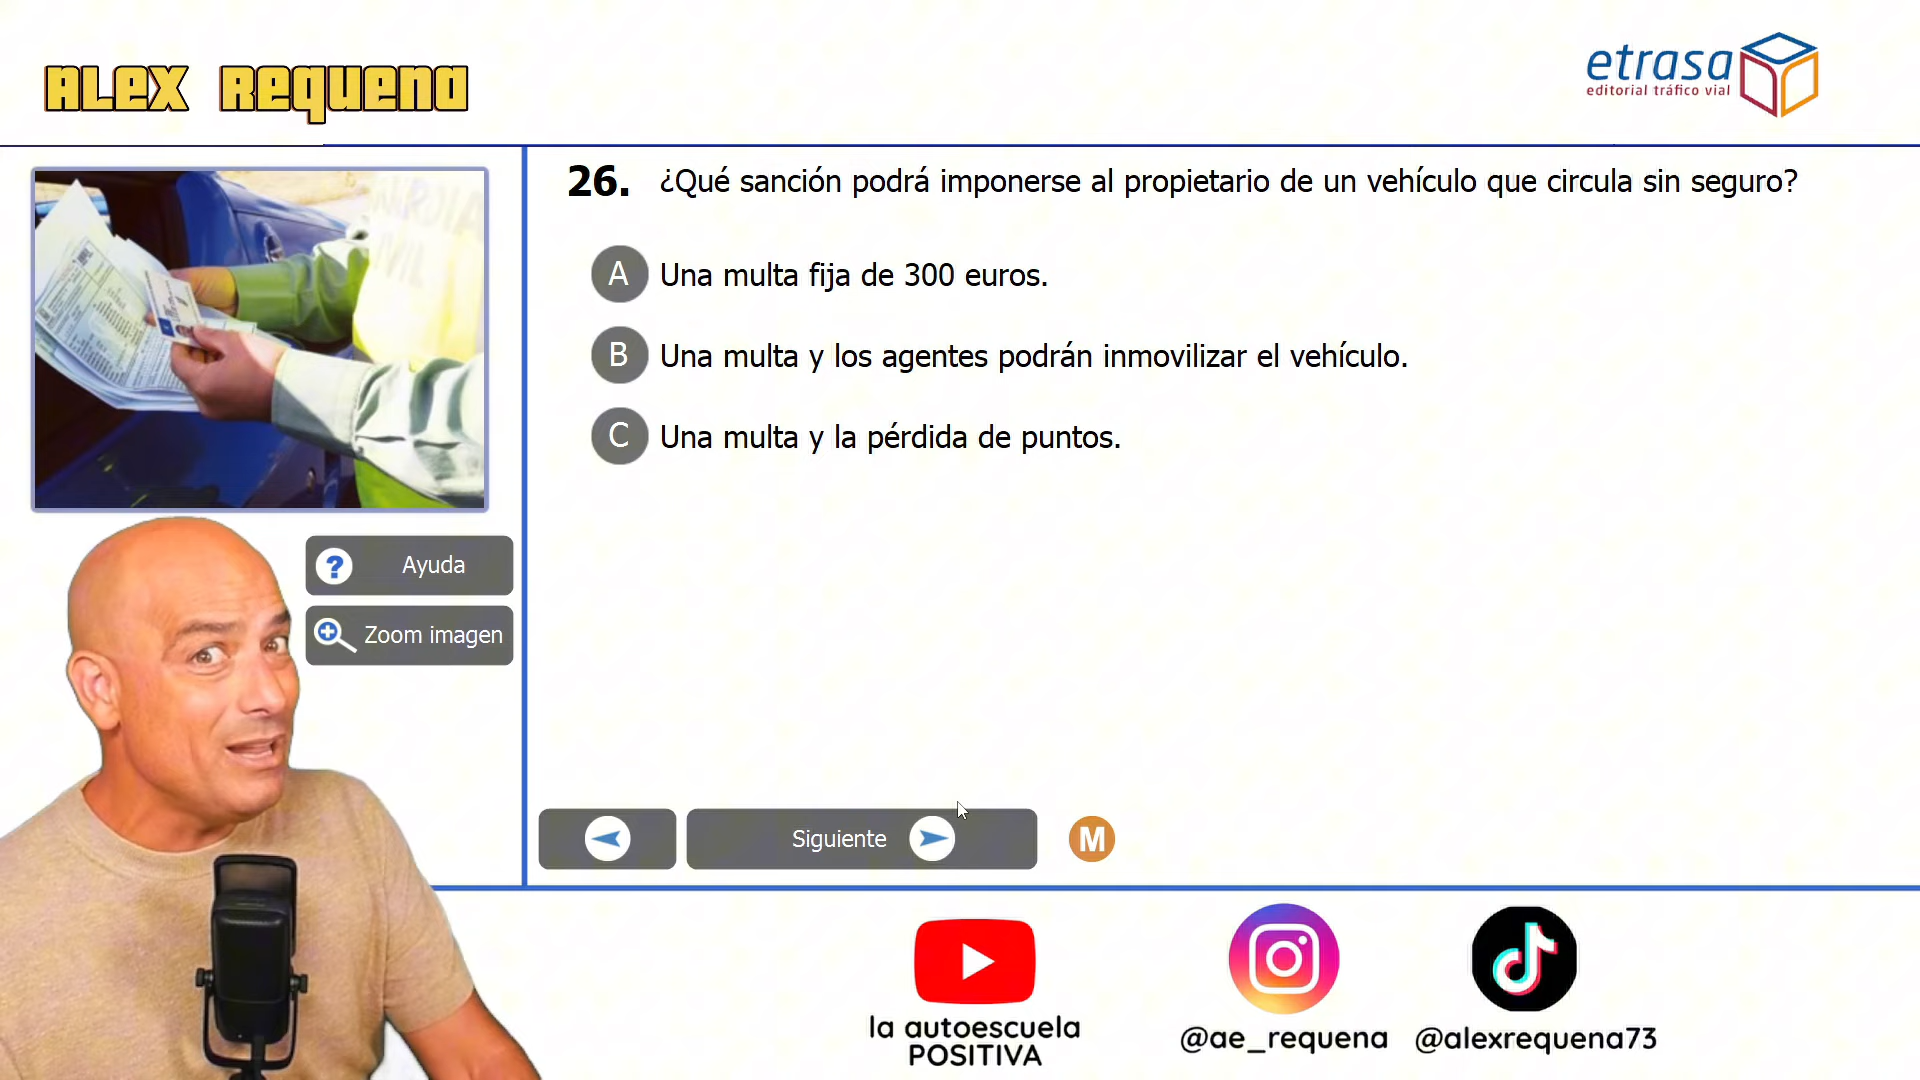 ALEX REQUENA
etrasa
editorial tráfico vial
26. ¿Qué sanción podrá imponerse al propietario de un vehículo que circula sin seguro?
A Una multa fija de 300 euros.
B Una multa y los agentes podrán inmovilizar el vehículo.
C Una multa y la pérdida de puntos.
? Ayuda
Zoom imagen
Siguiente
M
la autoescuela
POSITIVA
@ae_requena
@alexrequena73